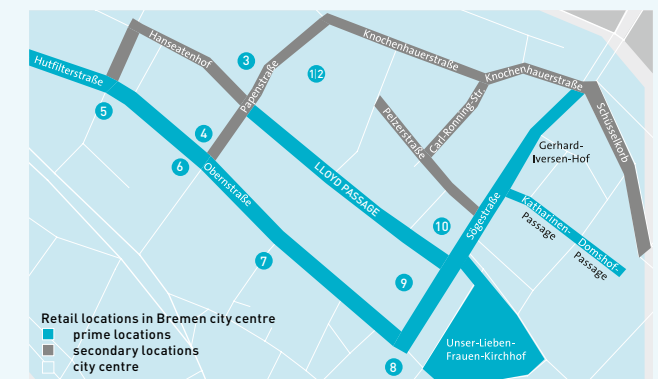 Hanseatenhof
Knochenhauerstraße
Hutfilterstraße
3
1|2
Papenstraße
Knochenhauerstraße
5
4
Pelzerstraße
Carl-Ronning-Str.
Schüsselkorb
6
Obernstraße
LLOYD PASSAGE
Gerhard-
Iversen-Hof
10
Sögestraße
Katharinen-
Passage
Domshof-
Passage
7
9
Retail locations in Bremen city centre
prime locations
secondary locations
city centre
Unser-Lieben-
Frauen-Kirchhof
8